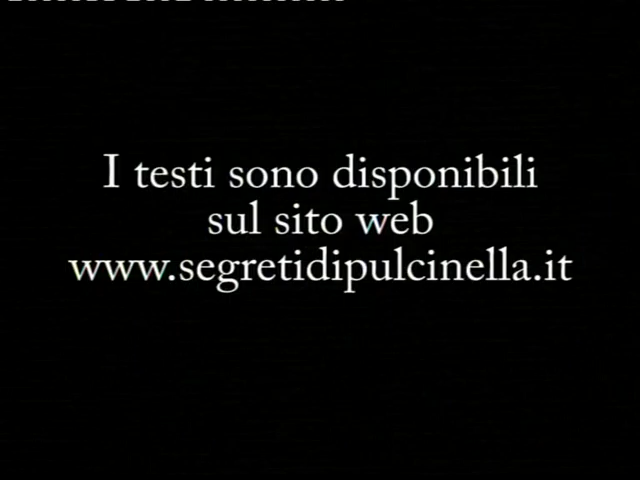 I testi sono disponibili
sul sito web
www.segretidipulcinella.it